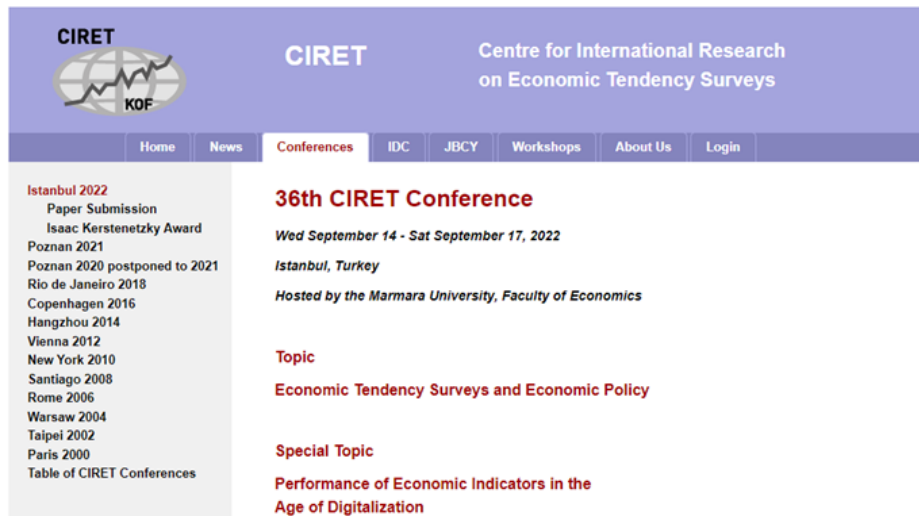 CIRET
KOF
CIRET
Centre for International Research
on Economic Tendency Surveys
Home News Conferences IDC JBCY Workshops About Us Login
Istanbul 2022
Paper Submission
Isaac Kerstenetzky Award
Poznan 2021
Poznan 2020 postponed to 2021
Rio de Janeiro 2018
Copenhagen 2016
Hangzhou 2014
Vienna 2012
New York 2010
Santiago 2008
Rome 2006
Warsaw 2004
Taipei 2002
Paris 2000
Table of CIRET Conferences
36th CIRET Conference
Wed September 14 - Sat September 17, 2022
Istanbul, Turkey
Hosted by the Marmara University, Faculty of Economics
Topic
Economic Tendency Surveys and Economic Policy
Special Topic
Performance of Economic Indicators in the
Age of Digitalization